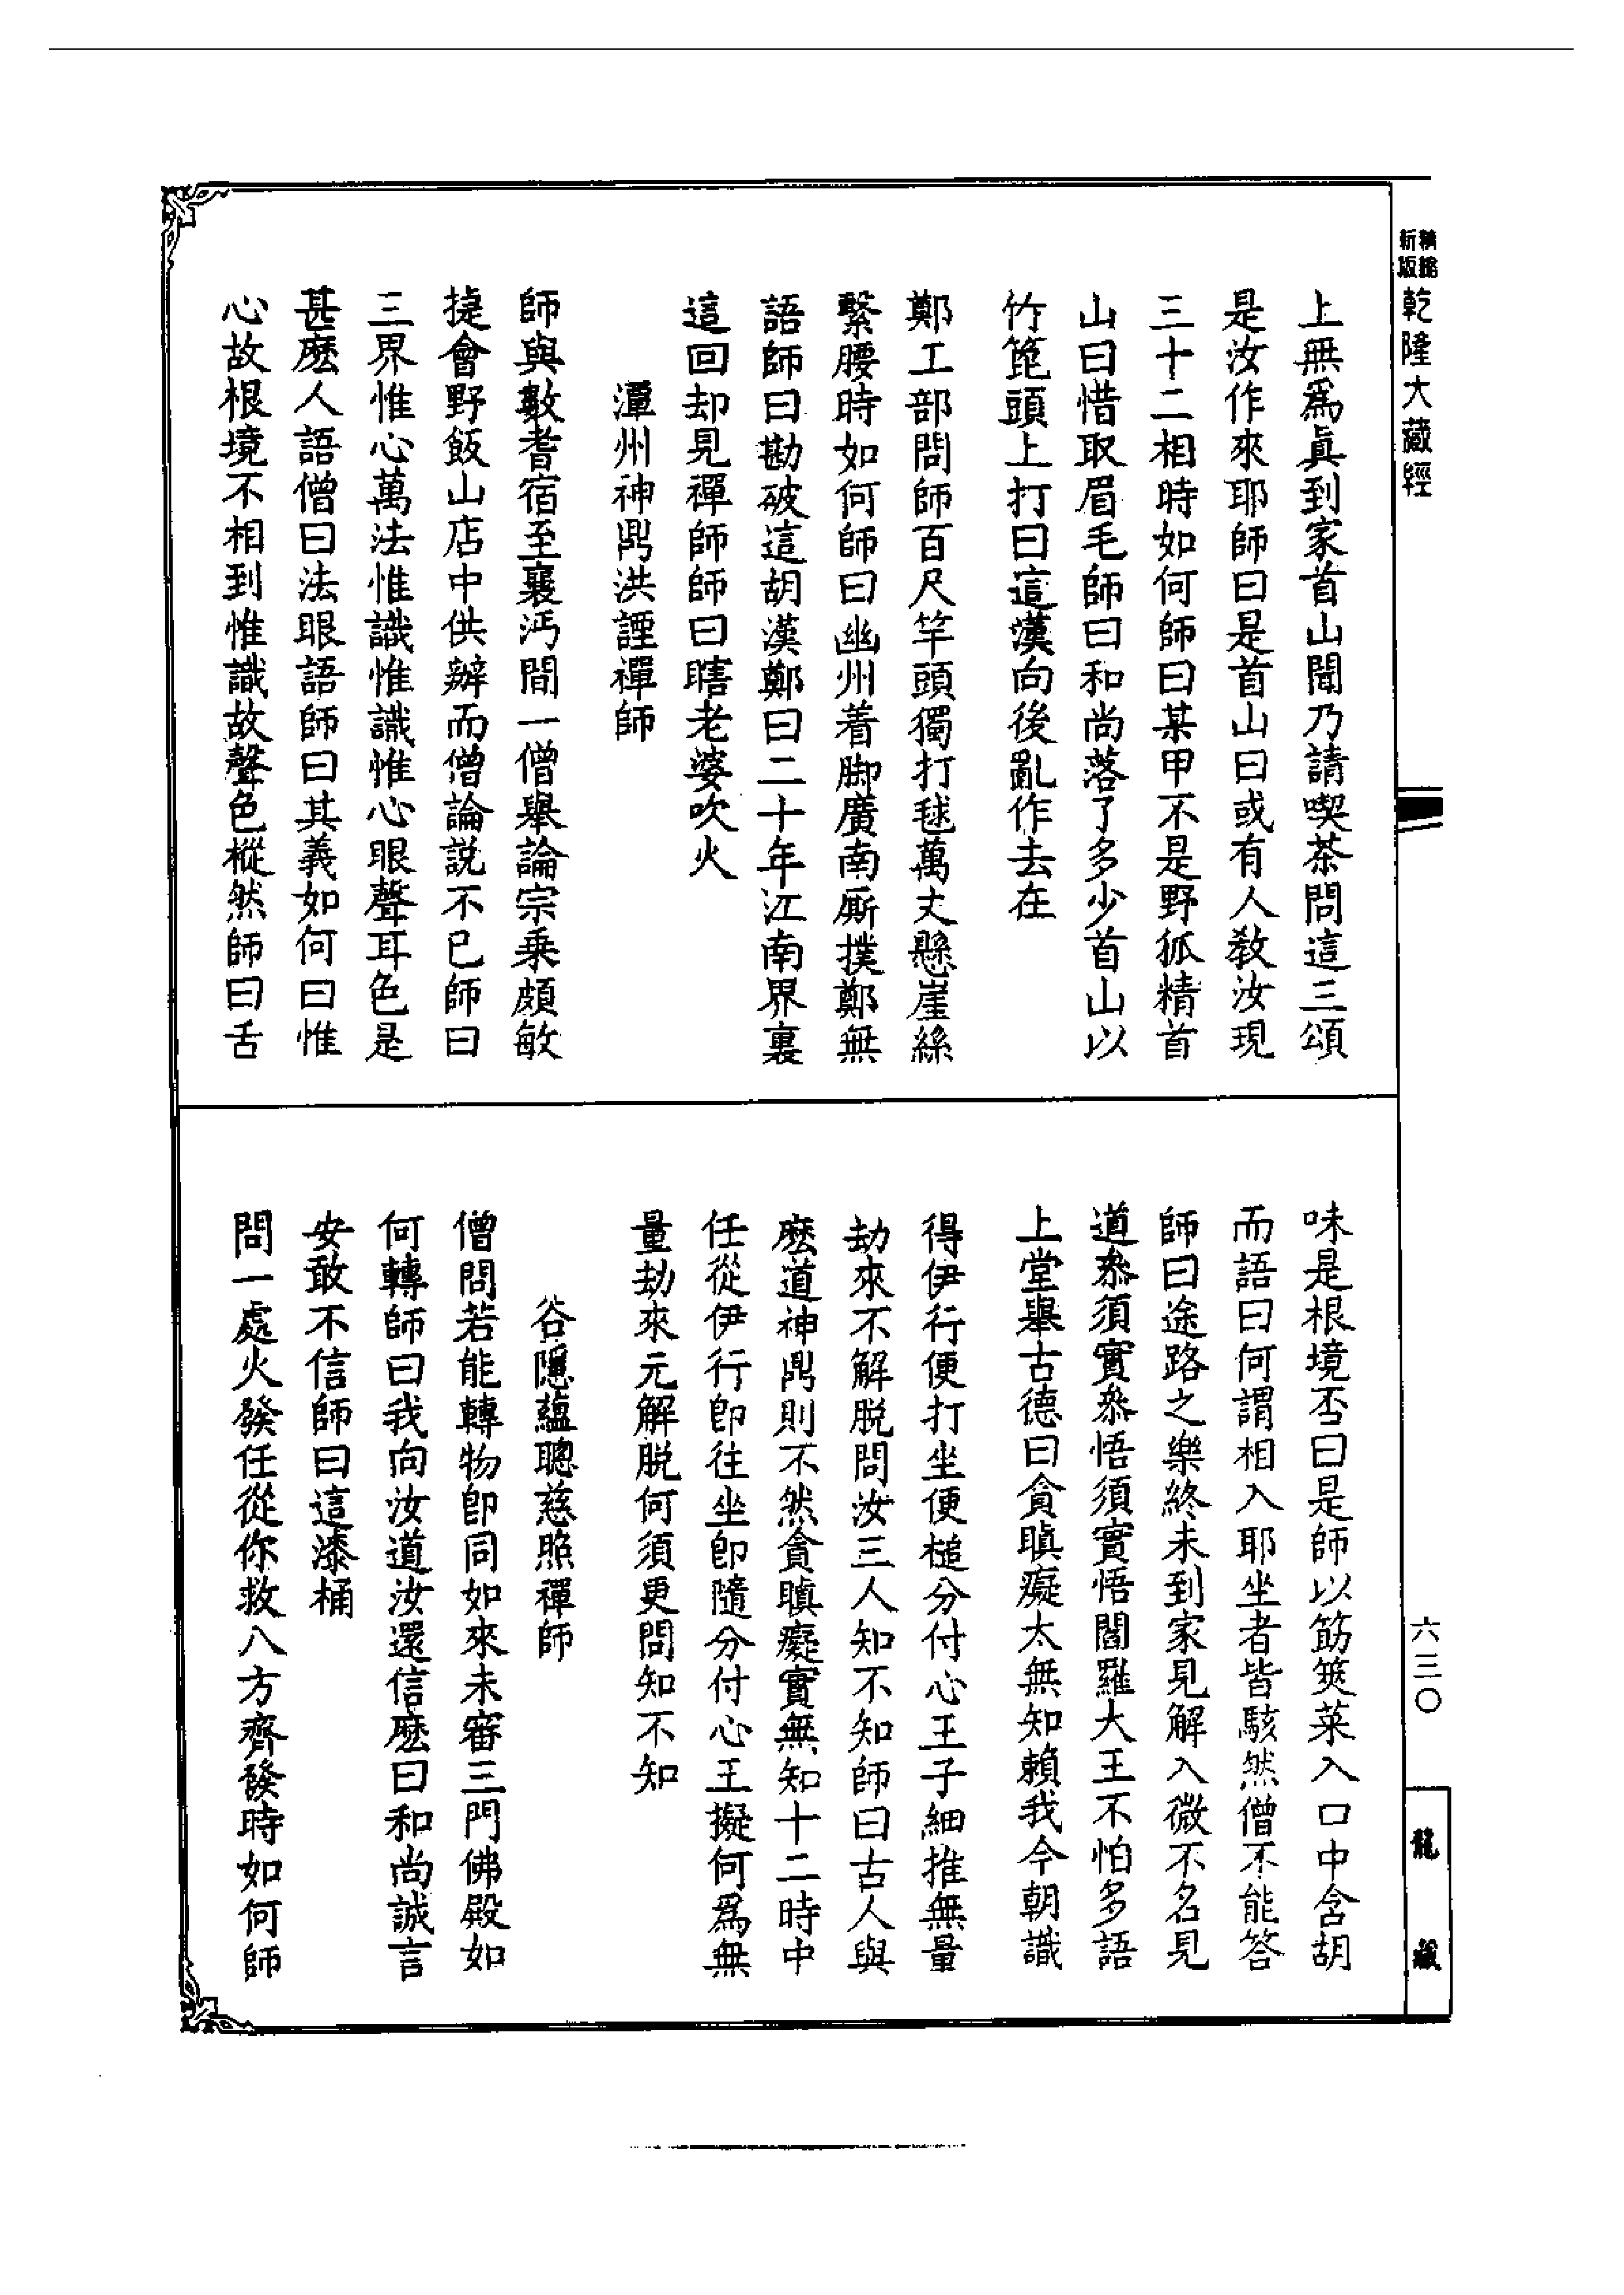 新版精縮乾隆大藏經
上無爲眞到家首山聞乃請喫茶問這三頌
是汝作來耶師曰是首山曰或有人敎汝現
三十二相時如何師曰某甲不是野狐精首
山曰惜取眉毛師曰和尚落了多少首山以
竹箆頭上打曰這漢向後亂作去在
鄭工部問師百尺竿頭獨打毬萬丈懸崖絲
繫腰時如何師曰幽州着脚廣南厮撲鄭無
語師曰勘破這胡漢鄭曰二十年江南界裏
這回却見禪師師曰瞎老婆吹火
潭州神鼎洪諲禪師
師與數耆宿至襄沔間一僧舉論宗乘頗敏
捷會野飯山店中供辦而僧論説不已師曰
三界惟心萬法惟識惟識惟心眼聲耳色是
甚麽人語僧曰法眼語師曰其義如何曰惟
心故根境不相到惟識故聲色樅然師曰舌
味是根境否曰是師以筯筴菜入口中含胡
而語曰何謂相入耶坐者皆駭然僧不能答
師曰途路之樂終未到家見解入微不名見
道叅須實叅悟須實悟閻羅大王不怕多語
上堂舉古德曰貪瞋癡太無知賴我今朝識
得伊行便打坐便槌分付心王子細推無量
劫來不解脱問汝三人知不知師曰古人與
麽道神鼎則不然貪瞋癡實無知十二時中
任從伊行卽往坐卽隨分付心王擬何爲無
量劫來元解脱何須更問知不知
谷隱蘊聰慈照禪師
僧問若能轉物卽同如來未審三門佛殿如
何轉師曰我向汝道汝還信麽曰和尚誠言
安敢不信師曰這漆桶
問一處火發任從你救八方齊發時如何師
六三〇
龍藏